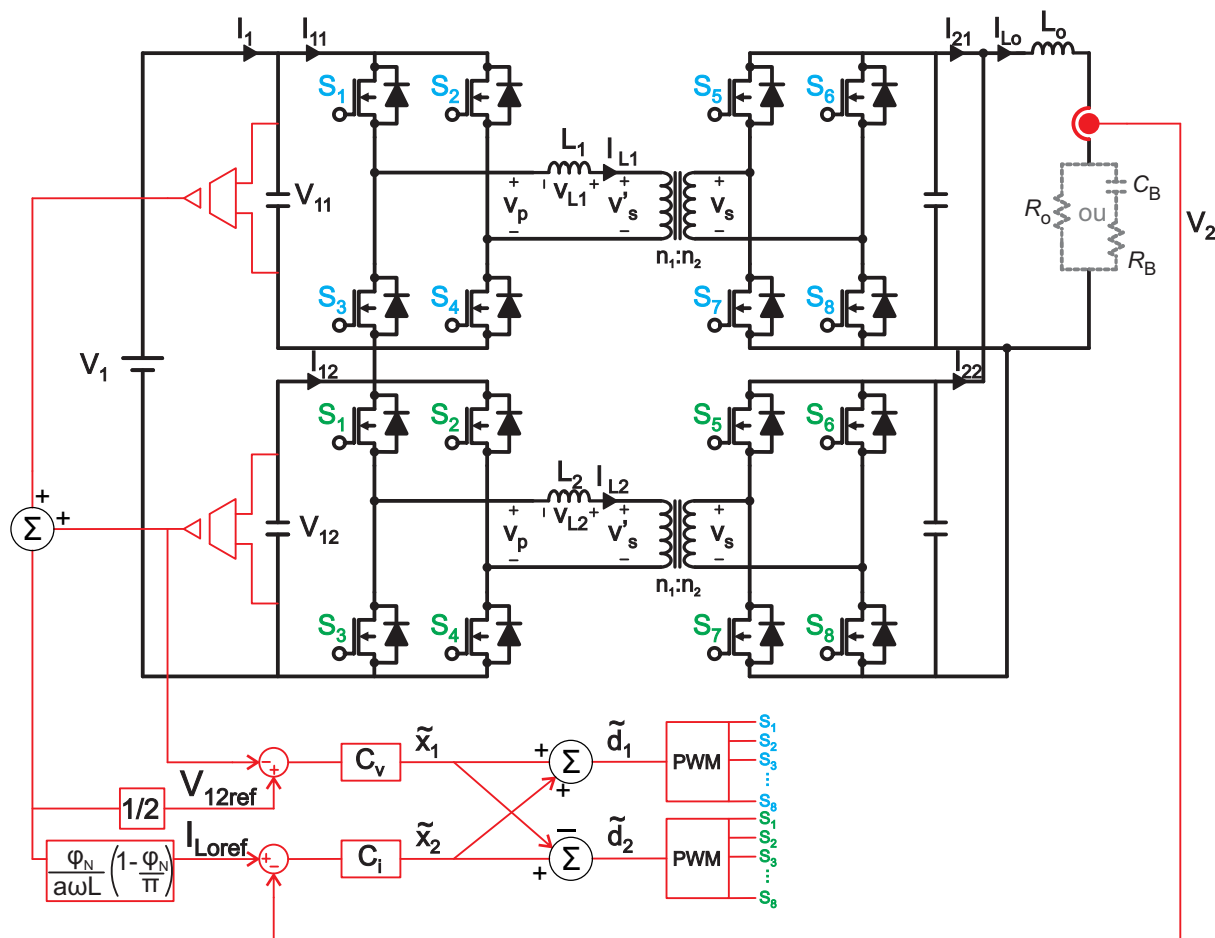 I1 I11 I21 ILo Lo
S1 S2 S5 S6
L1 IL1
V11 + vp − ı vL1 + + v's − + vs −
n1:n2
Ro ou CB RB V2
S3 S4 S7 S8
V1 I12 I22
S1 S2 S5 S6
L2 IL2
+ + Σ
V12 + vp − ı vL2 + + v's − + vs −
n1:n2
S3 S4 S7 S8
− + Cv x̃1 + + Σ d̃1 PWM
S1
S2
S3
S8
1/2 V12ref
φN/aωL (1-φN/π) ILoref + − Ci x̃2 − + Σ d̃2 PWM
S1
S2
S3
S8